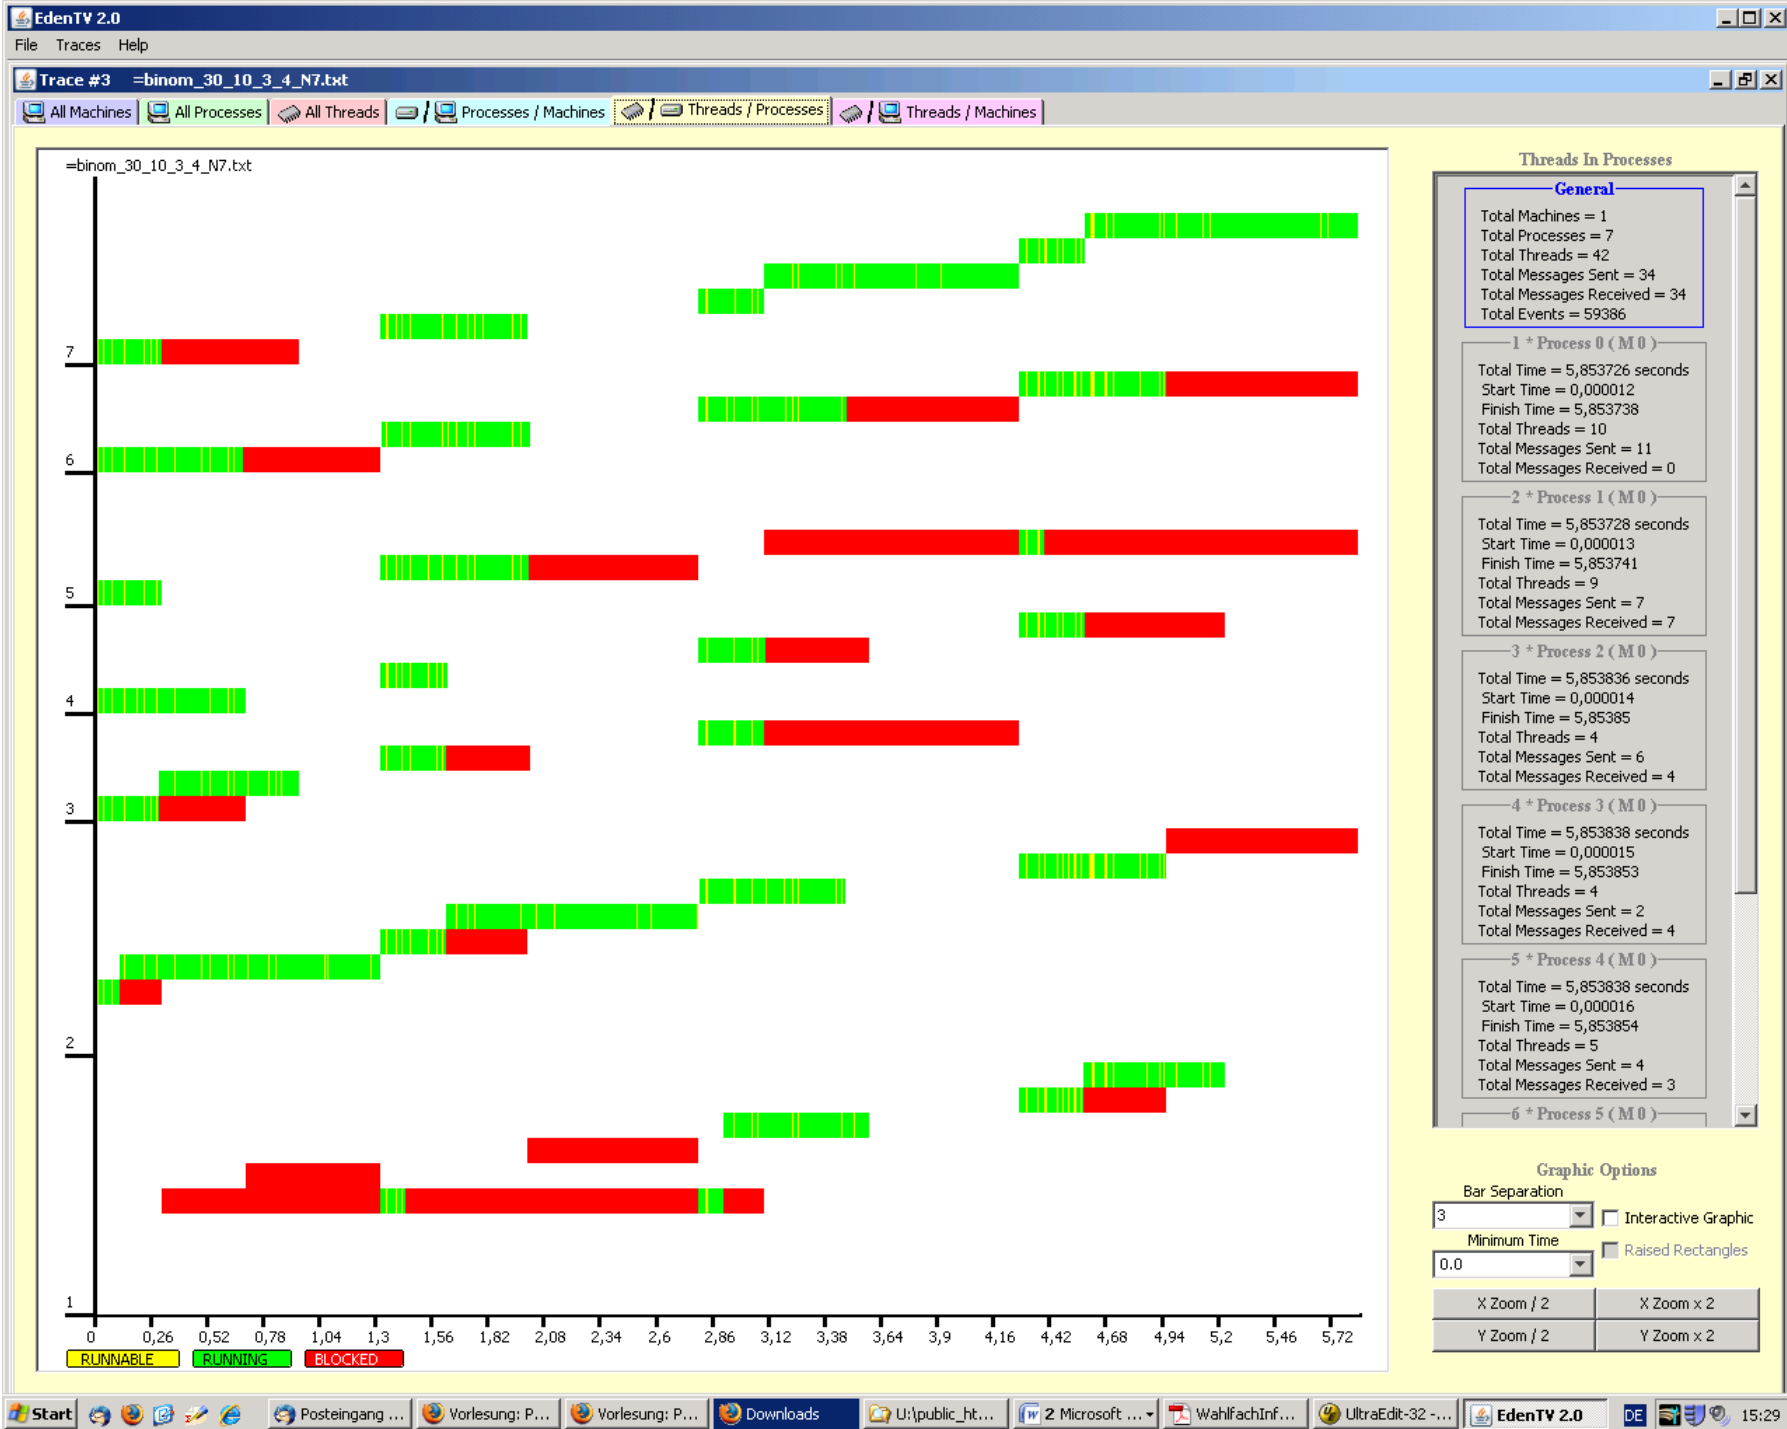 EdenTV 2.0
File Traces Help
Trace #3 =binom_30_10_3_4_N7.txt
All Machines All Processes All Threads / Processes / Machines / Threads / Processes / Threads / Machines
=binom_30_10_3_4_N7.txt
7
6
5
4
3
2
1
0 0,26 0,52 0,78 1,04 1,3 1,56 1,82 2,08 2,34 2,6 2,86 3,12 3,38 3,64 3,9 4,16 4,42 4,68 4,94 5,2 5,46 5,72
RUNNABLE RUNNING BLOCKED
Threads In Processes
General
Total Machines = 1
Total Processes = 7
Total Threads = 42
Total Messages Sent = 34
Total Messages Received = 34
Total Events = 59386
1 * Process 0 ( M 0 )
Total Time = 5,853726 seconds
Start Time = 0,000012
Finish Time = 5,853738
Total Threads = 10
Total Messages Sent = 11
Total Messages Received = 0
2 * Process 1 ( M 0 )
Total Time = 5,853728 seconds
Start Time = 0,000013
Finish Time = 5,853741
Total Threads = 9
Total Messages Sent = 7
Total Messages Received = 7
3 * Process 2 ( M 0 )
Total Time = 5,853836 seconds
Start Time = 0,000014
Finish Time = 5,85385
Total Threads = 4
Total Messages Sent = 6
Total Messages Received = 4
4 * Process 3 ( M 0 )
Total Time = 5,853838 seconds
Start Time = 0,000015
Finish Time = 5,853853
Total Threads = 4
Total Messages Sent = 2
Total Messages Received = 4
5 * Process 4 ( M 0 )
Total Time = 5,853838 seconds
Start Time = 0,000016
Finish Time = 5,853854
Total Threads = 5
Total Messages Sent = 4
Total Messages Received = 3
6 * Process 5 ( M 0 )
Graphic Options
Bar Separation
3 Interactive Graphic
Minimum Time
0.0 Raised Rectangles
X Zoom / 2 X Zoom x 2
Y Zoom / 2 Y Zoom x 2
Start Posteingang ... Vorlesung: P... Vorlesung: P... Downloads U:\public_ht... 2 Microsoft ... WahlfachInf... UltraEdit-32 -... EdenTV 2.0 DE 15:29